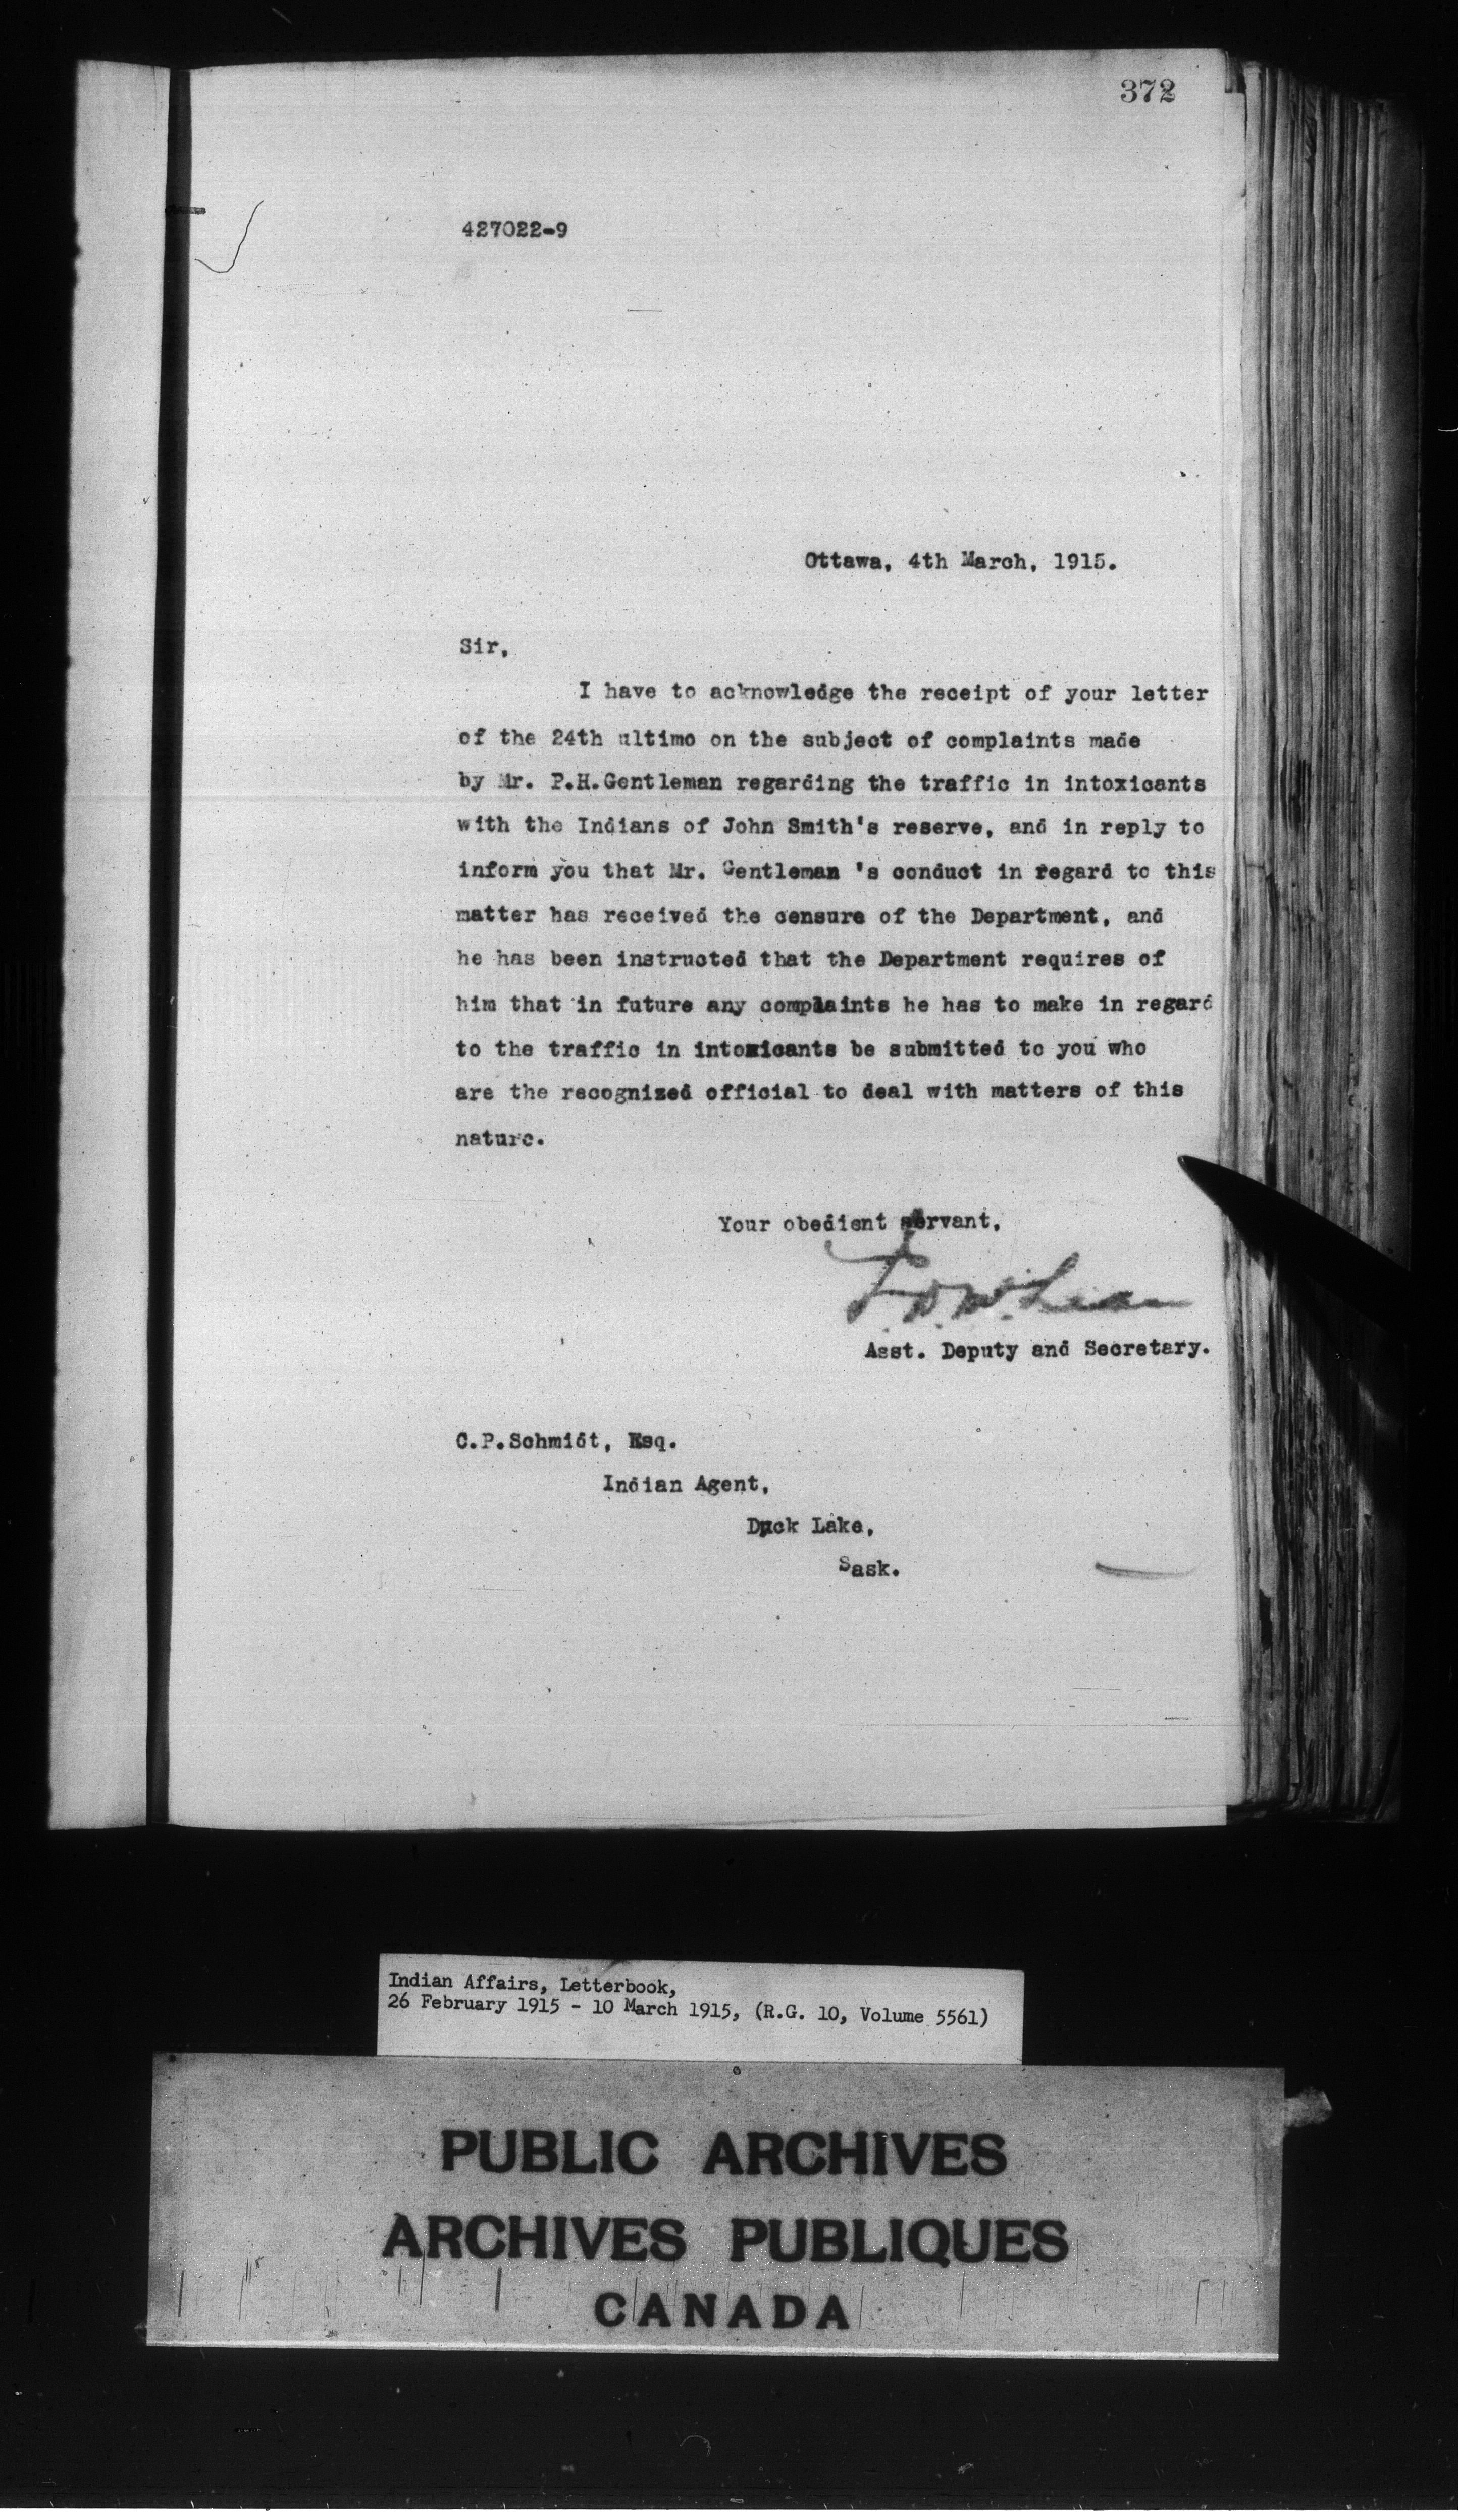 372
427022-9
Ottawa, 4th March, 1915.
Sir,
I have to acknowledge the receipt of your letter
of the 24th ultimo on the subject of complaints made
by Mr. P.H.Gentleman regarding the traffic in intoxicants
with the Indians of John Smith's reserve, and in reply to
inform you that Mr. Gentleman 's conduct in regard to this
matter has received the censure of the Department, and
he has been instructed that the Department requires of
him that in future any complaints he has to make in regard
to the traffic in intoxicants be submitted to you who
are the recognized official to deal with matters of this
nature.
Your obedient servant,
J. D. McLean
Asst. Deputy and Secretary.
C.P.Schmidt, Esq.
Indian Agent,
Duck Lake,
Sask.
Indian Affairs, Letterbook,
26 February 1915 - 10 March 1915, (R.G. 10, Volume 5561)
PUBLIC ARCHIVES
ARCHIVES PUBLIQUES
CANADA